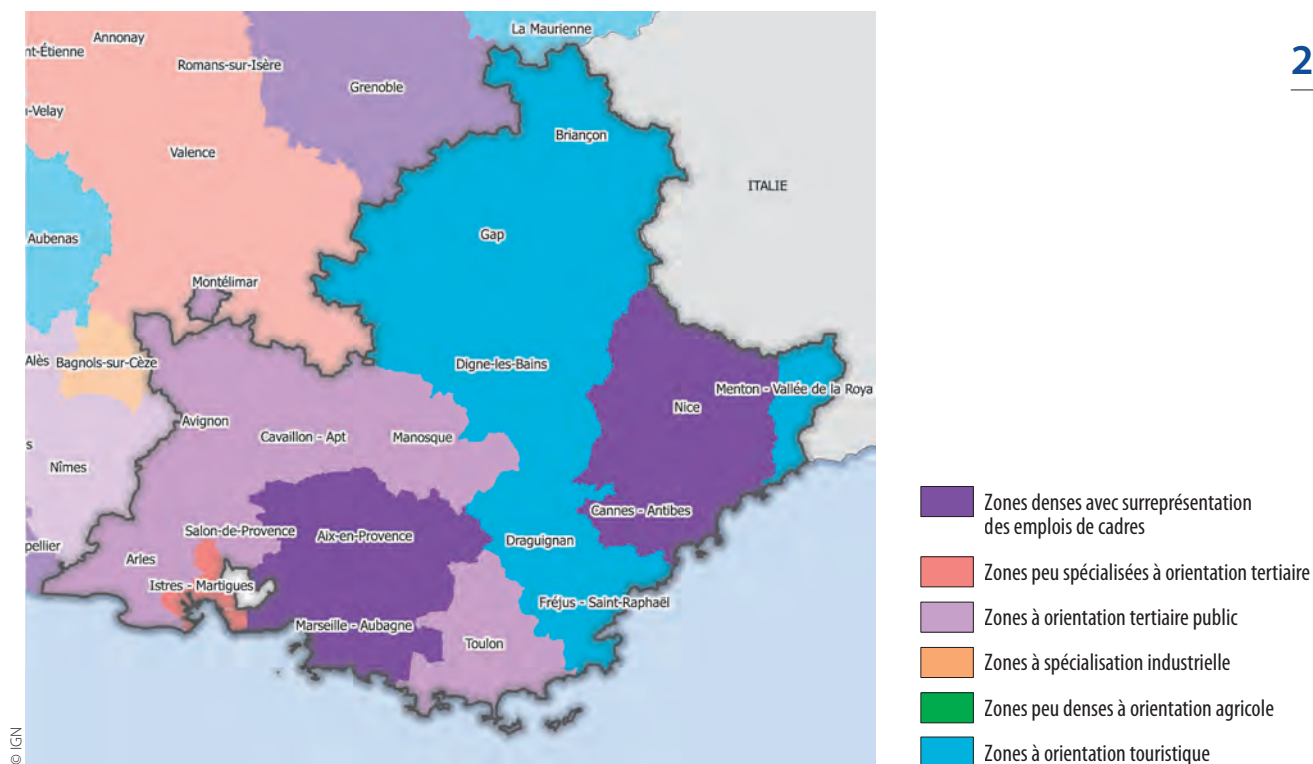 La Maurienne
2
Annonay
nt-Étienne
Romans-sur-Isère
Grenoble
-Velay
Briançon
Valence
ITALIE
Aubenas
Gap
Montélimar
Alès
Bagnols-sur-Cèze
Digne-les-Bains
Menton - Vallée de la Roya
Nice
Avignon
Cavaillon - Apt
Manosque
s
Nîmes
Cannes - Antibes
Salon-de-Provence
Aix-en-Provence
Draguignan
pellier
Arles
Istres - Martigues
Fréjus - Saint-Raphaël
Marseille - Aubagne
Toulon
© IGN
Zones denses avec surreprésentation
des emplois de cadres
Zones peu spécialisées à orientation tertiaire
Zones à orientation tertiaire public
Zones à spécialisation industrielle
Zones peu denses à orientation agricole
Zones à orientation touristique